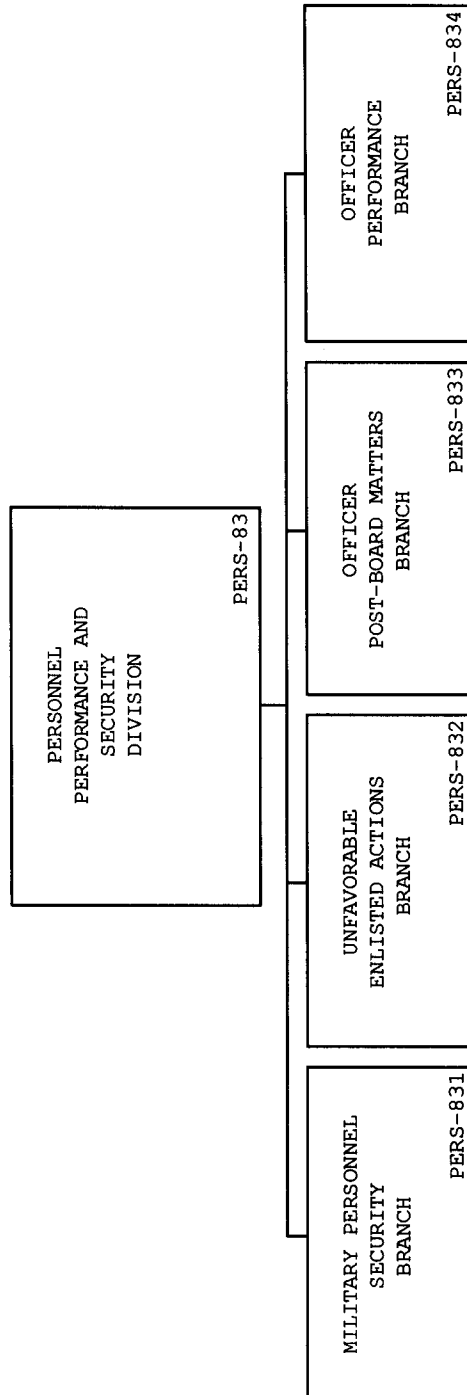 PERSONNEL
PERFORMANCE AND
SECURITY
DIVISION
PERS-83
MILITARY PERSONNEL
SECURITY
BRANCH
PERS-831
UNFAVORABLE
ENLISTED ACTIONS
BRANCH
PERS-832
OFFICER
POST-BOARD MATTERS
BRANCH
PERS-833
OFFICER
PERFORMANCE
BRANCH
PERS-834